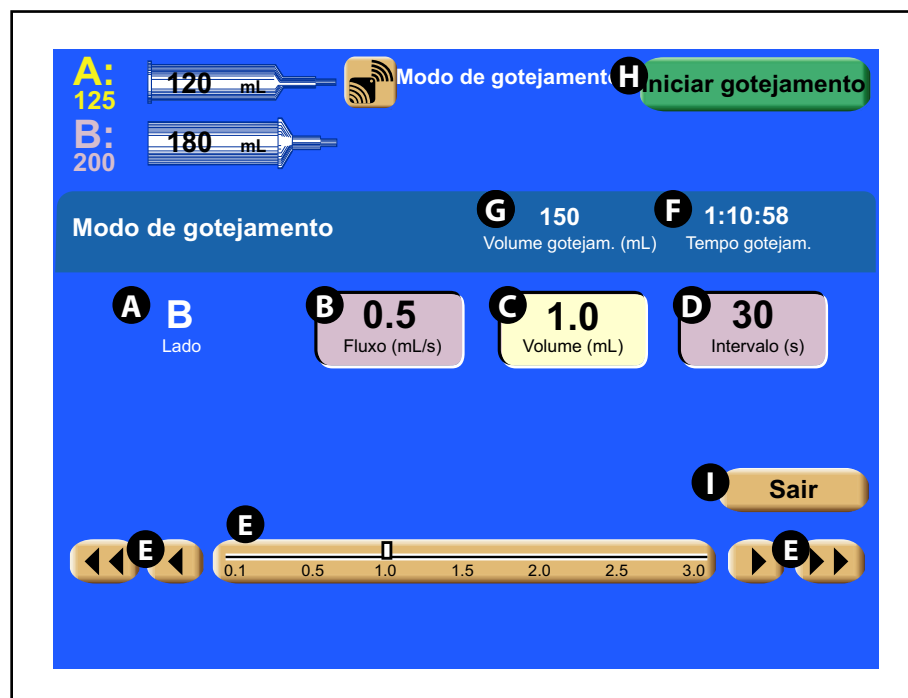 A:
125
120 mL
Modo de gotejamento
H
Iniciar gotejamento
B:
200
180 mL
Modo de gotejamento
G
150
Volume gotejam. (mL)
F
1:10:58
Tempo gotejam.
A
B
Lado
B
0.5
Fluxo (mL/s)
C
1.0
Volume (mL)
D
30
Intervalo (s)
I
Sair
E
E
0.1 0.5 1.0 1.5 2.0 2.5 3.0
E